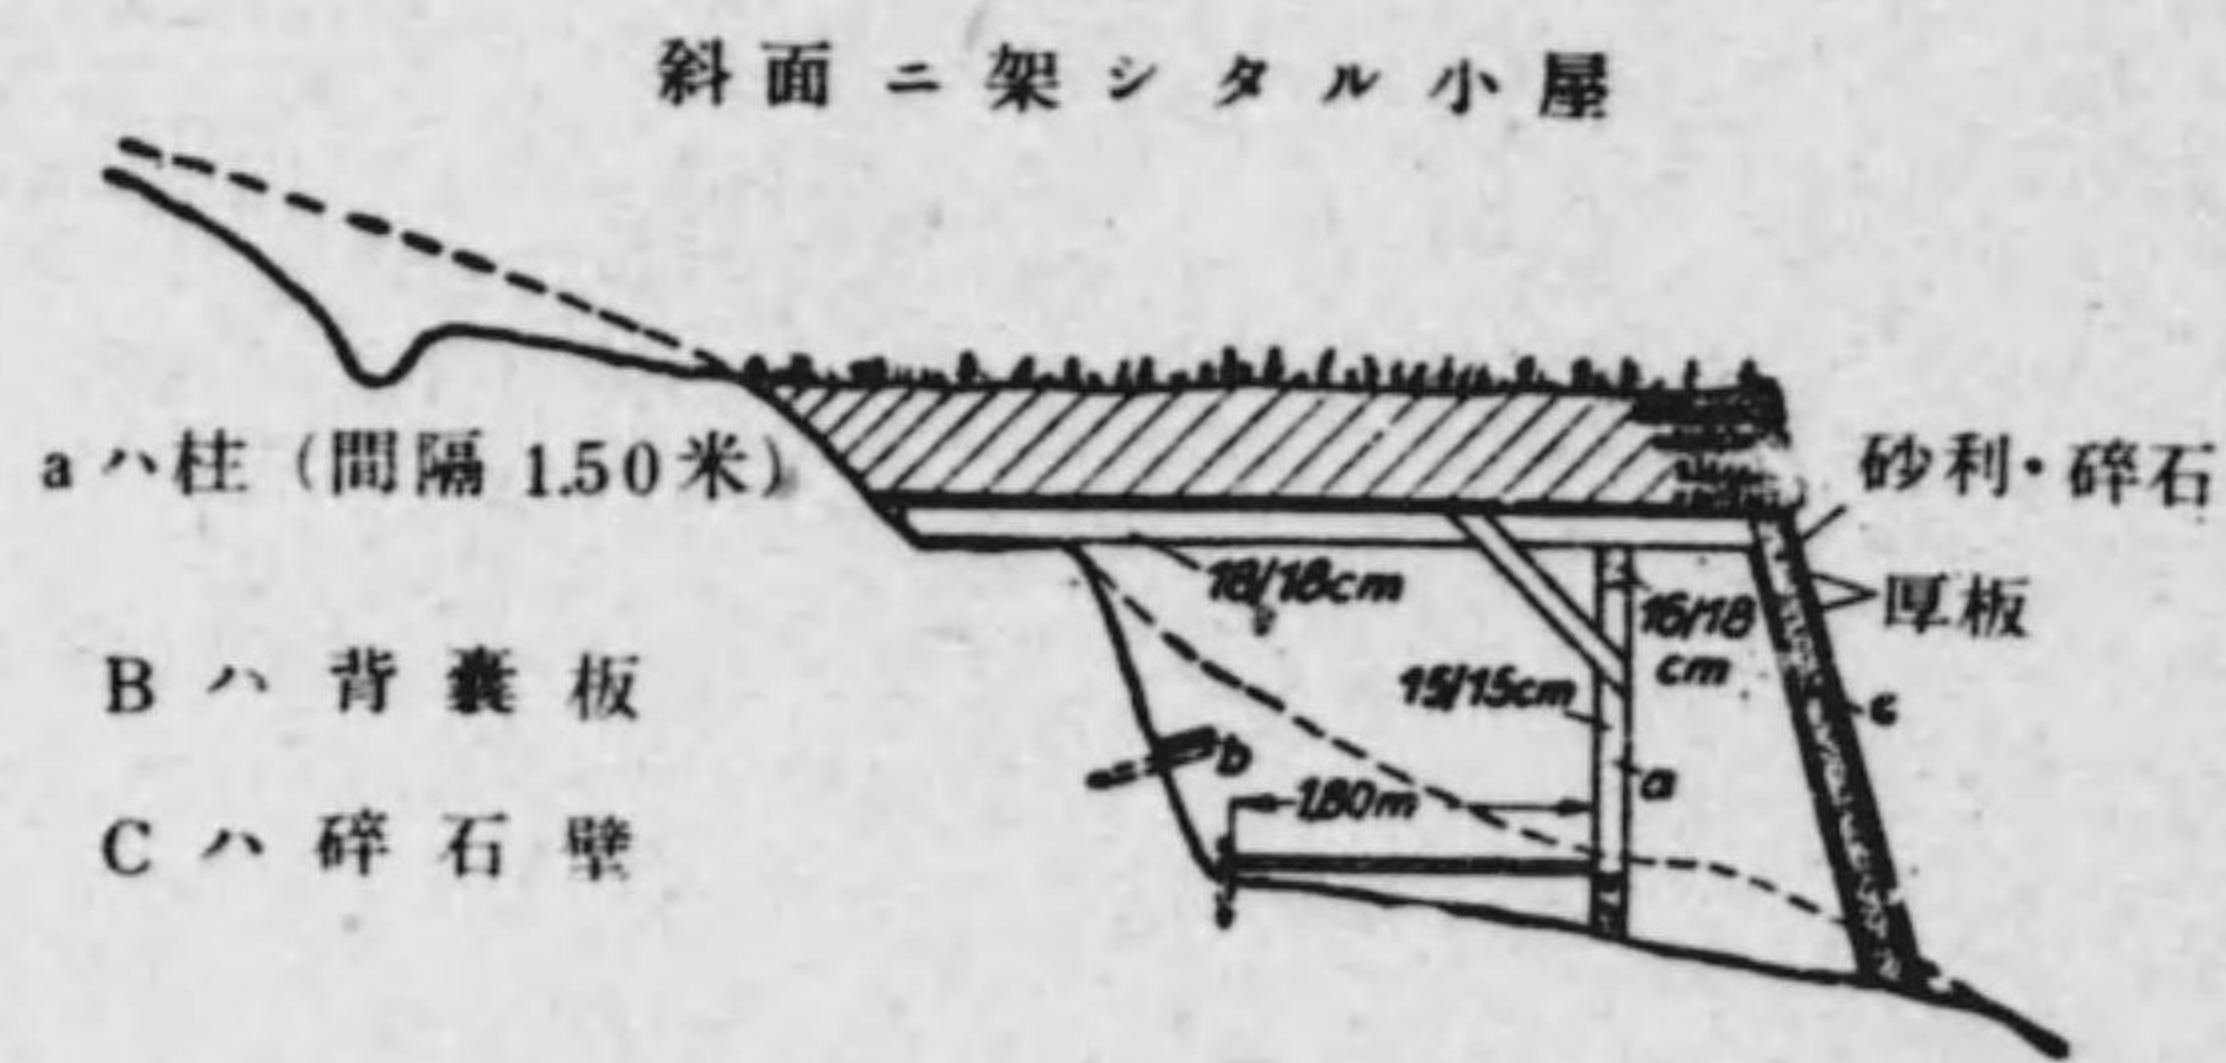 斜面ニ架シタル小屋
aハ柱(間隔 1.50米)
砂利・碎石
18/18cm
厚板
16/18
cm
Bハ背嚢板
15/15cm
c
b
a
1.80m
Cハ碎石壁